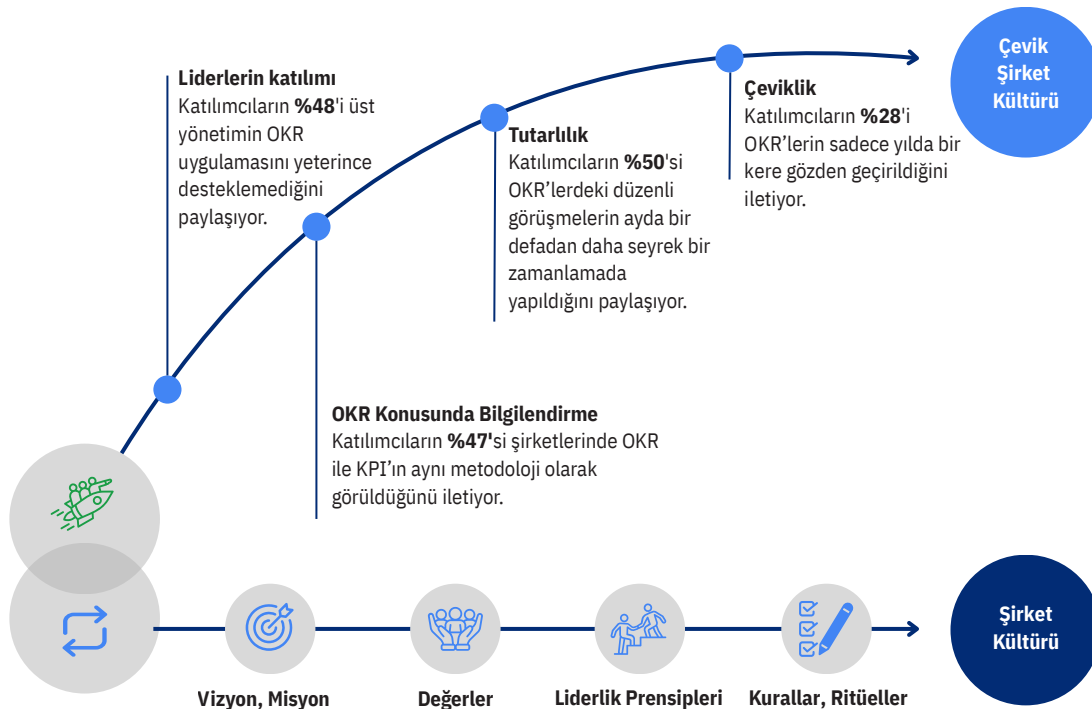 Liderlerin katılımı
Katılımcıların %48'i üst
yönetimin OKR
uygulamasını yeterince
desteklemediğini
paylaşıyor.
Tutarlılık
Katılımcıların %50'si
OKR’lerdeki düzenli
görüşmelerin ayda bir
defadan daha seyrek bir
zamanlamada
yapıldığını paylaşıyor.
Çeviklik
Katılımcıların %28'i
OKR’lerin sadece yılda bir
kere gözden geçirildiğini
iletiyor.
Çevik
Şirket
Kültürü
OKR Konusunda Bilgilendirme
Katılımcıların %47'si şirketlerinde OKR
ile KPI’ın aynı metodoloji olarak
görüldüğünü iletiyor.
Şirket
Kültürü
Vizyon, Misyon
Değerler
Liderlik Prensipleri
Kurallar, Ritüeller